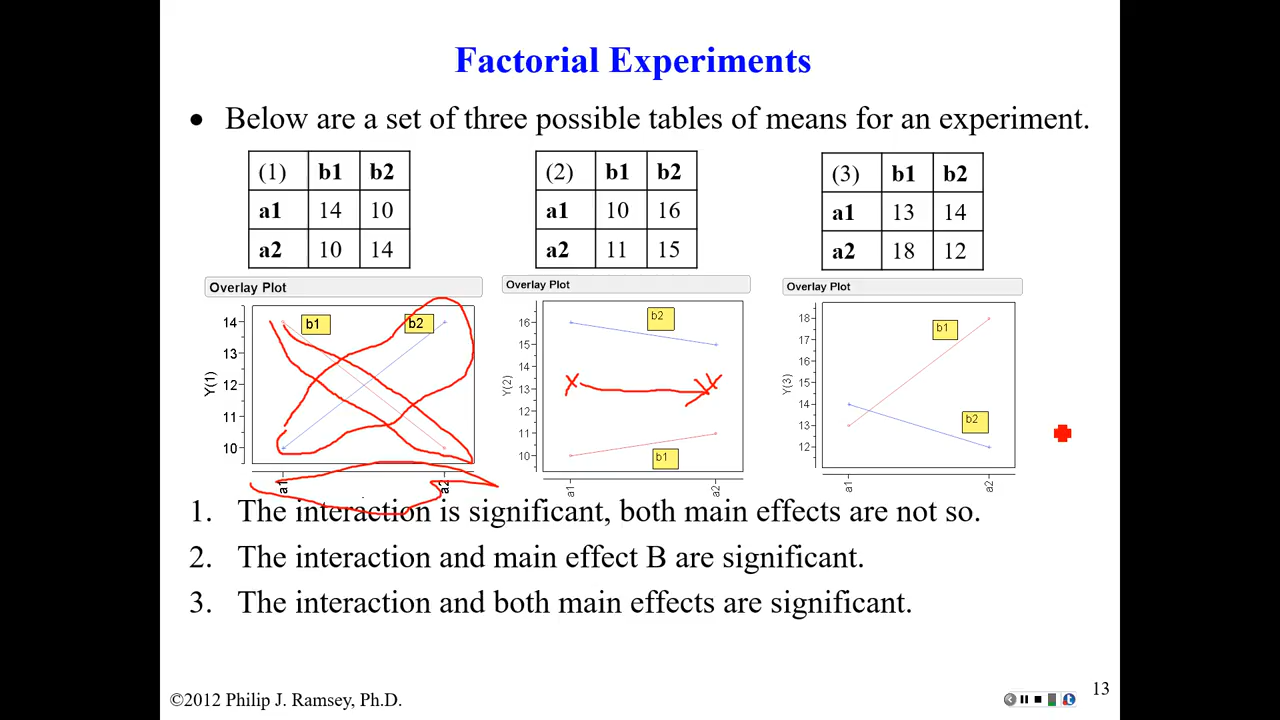 Factorial Experiments
• Below are a set of three possible tables of means for an experiment.
(1) b1 b2
a1 14 10
a2 10 14
(2) b1 b2
a1 10 16
a2 11 15
(3) b1 b2
a1 13 14
a2 18 12
Overlay Plot
Y(1)
14
13
12
11
10
b1
b2
a1
a2
Overlay Plot
Y(2)
16
15
14
13
12
11
10
b2
b1
a1
a2
Overlay Plot
Y(3)
18
17
16
15
14
13
12
b1
b2
a1
a2
1. The interaction is significant, both main effects are not so.
2. The interaction and main effect B are significant.
3. The interaction and both main effects are significant.
©2012 Philip J. Ramsey, Ph.D.
13